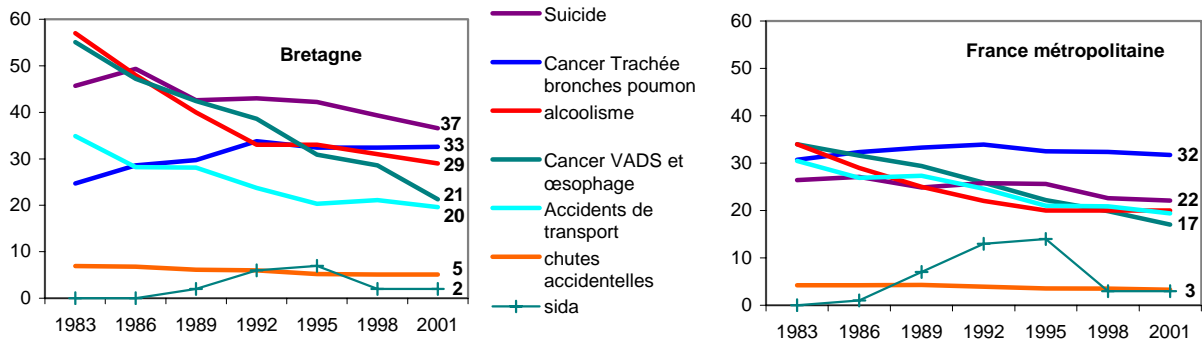 60
50
40
30
20
10
0
Bretagne
37
33
29
21
20
5
2
1983 1986 1989 1992 1995 1998 2001
Suicide
Cancer Trachée
bronches poumon
alcoolisme
Cancer VADS et
œsophage
Accidents de
transport
chutes
accidentelles
sida
60
50
40
30
20
10
0
France métropolitaine
32
22
17
3
1983 1986 1989 1992 1995 1998 2001